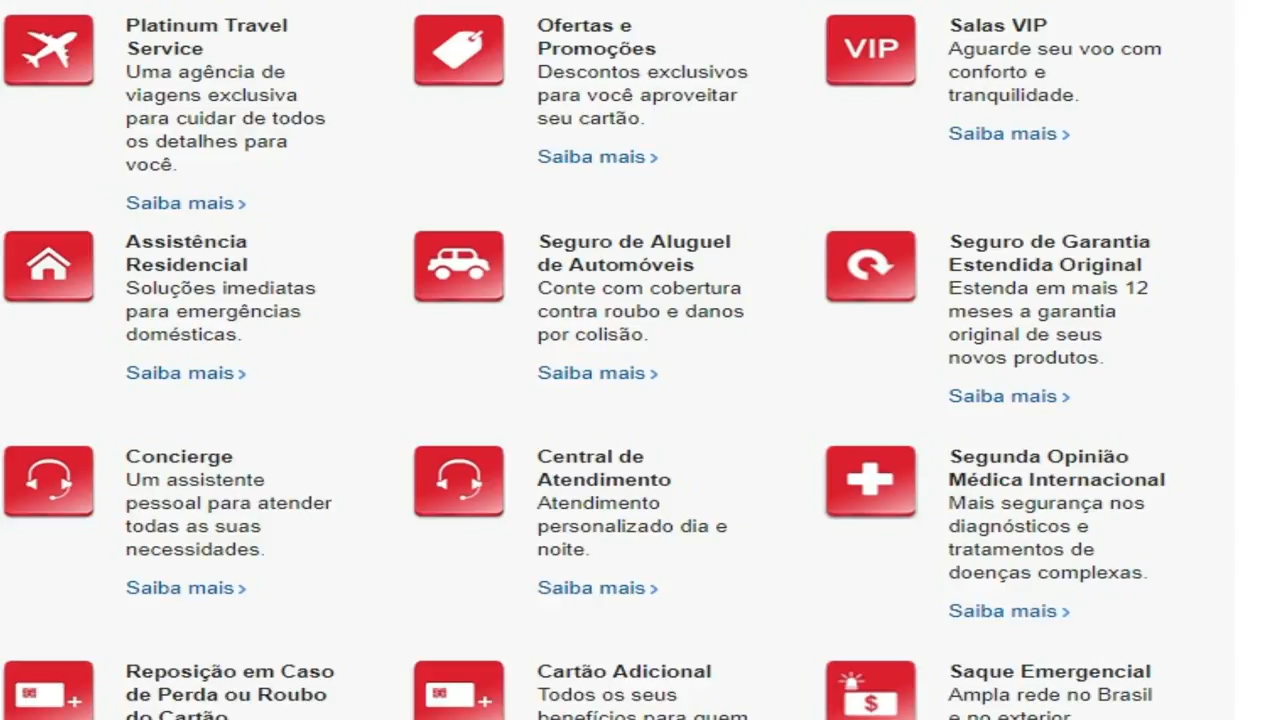 Platinum Travel
Service
Uma agência de
viagens exclusiva
para cuidar de todos
os detalhes para
você.
Saiba mais ›
Ofertas e
Promoções
Descontos exclusivos
para você aproveitar
seu cartão.
Saiba mais ›
VIP
Salas VIP
Aguarde seu voo com
conforto e
tranquilidade.
Saiba mais ›
Assistência
Residencial
Soluções imediatas
para emergências
domésticas.
Saiba mais ›
Seguro de Aluguel
de Automóveis
Conte com cobertura
contra roubo e danos
por colisão.
Saiba mais ›
Seguro de Garantia
Estendida Original
Estenda em mais 12
meses a garantia
original de seus
novos produtos.
Saiba mais ›
Concierge
Um assistente
pessoal para atender
todas as suas
necessidades.
Saiba mais ›
Central de
Atendimento
Atendimento
personalizado dia e
noite.
Saiba mais ›
Segunda Opinião
Médica Internacional
Mais segurança nos
diagnósticos e
tratamentos de
doenças complexas.
Saiba mais ›
Reposição em Caso
de Perda ou Roubo
do Cartão
Cartão Adicional
Todos os seus
benefícios para quem
$
Saque Emergencial
Ampla rede no Brasil
e no exterior